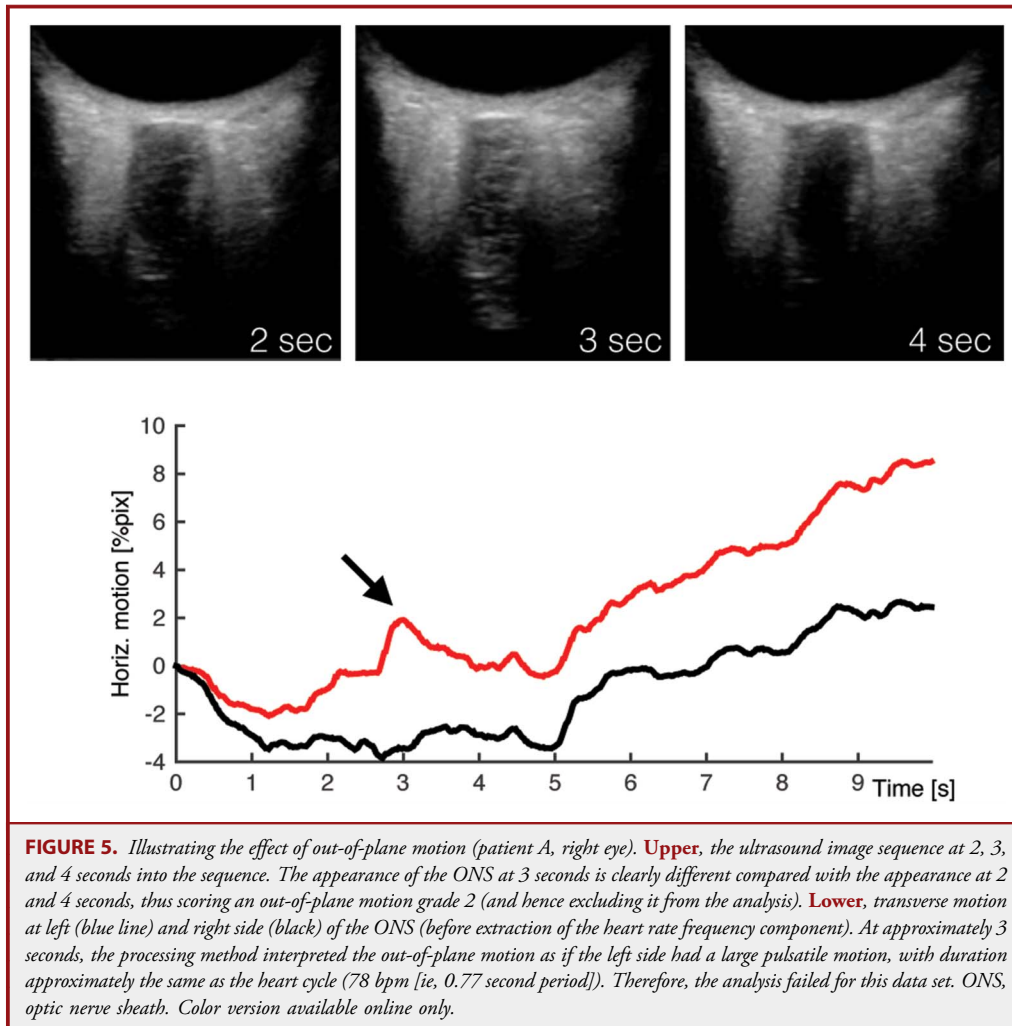 2 sec
3 sec
4 sec
10
8
6
4
2
0
-2
-4
Horiz. motion [%pix]
0 1 2 3 4 5 6 7 8 9 Time [s]
FIGURE 5. Illustrating the effect of out-of-plane motion (patient A, right eye). Upper, the ultrasound image sequence at 2, 3,
and 4 seconds into the sequence. The appearance of the ONS at 3 seconds is clearly different compared with the appearance at 2
and 4 seconds, thus scoring an out-of-plane motion grade 2 (and hence excluding it from the analysis). Lower, transverse motion
at left (blue line) and right side (black) of the ONS (before extraction of the heart rate frequency component). At approximately 3
seconds, the processing method interpreted the out-of-plane motion as if the left side had a large pulsatile motion, with duration
approximately the same as the heart cycle (78 bpm [ie, 0.77 second period]). Therefore, the analysis failed for this data set. ONS,
optic nerve sheath. Color version available online only.